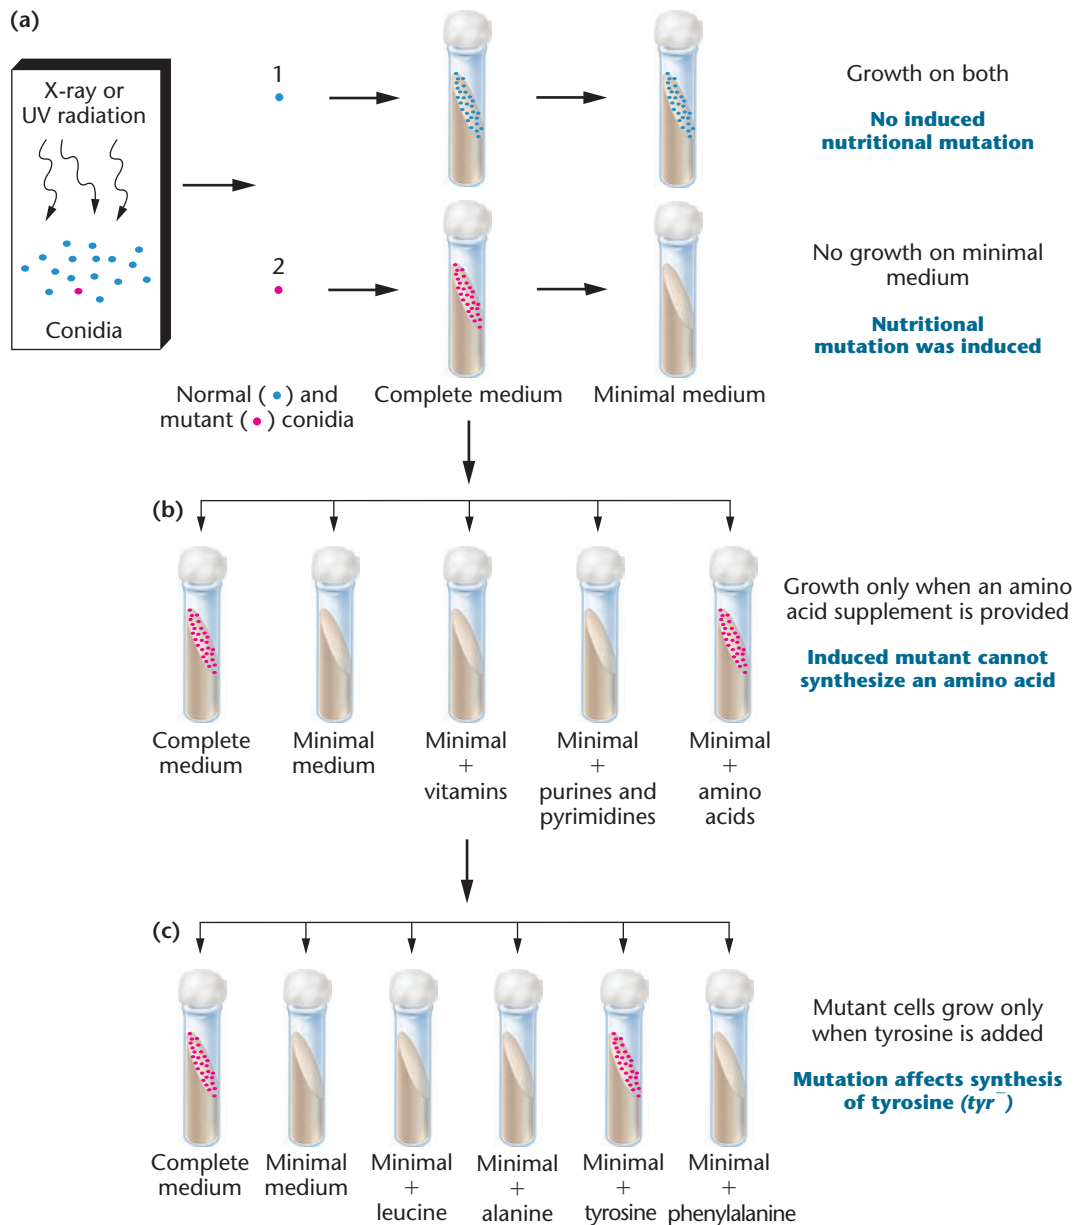 (a)
X-ray or
UV radiation
Conidia
1
2
Growth on both
No induced
nutritional mutation
No growth on minimal
medium
Nutritional
mutation was induced
Normal ( ) and
mutant ( ) conidia
Complete medium
Minimal medium
(b)
Growth only when an amino
acid supplement is provided
Induced mutant cannot
synthesize an amino acid
Complete
medium
Minimal
medium
Minimal
+
vitamins
Minimal
+
purines and
pyrimidines
Minimal
+
amino
acids
(c)
Mutant cells grow only
when tyrosine is added
Mutation affects synthesis
of tyrosine (tyr⁻)
Complete
medium
Minimal
medium
Minimal
+
leucine
Minimal
+
alanine
Minimal
+
tyrosine
Minimal
+
phenylalanine